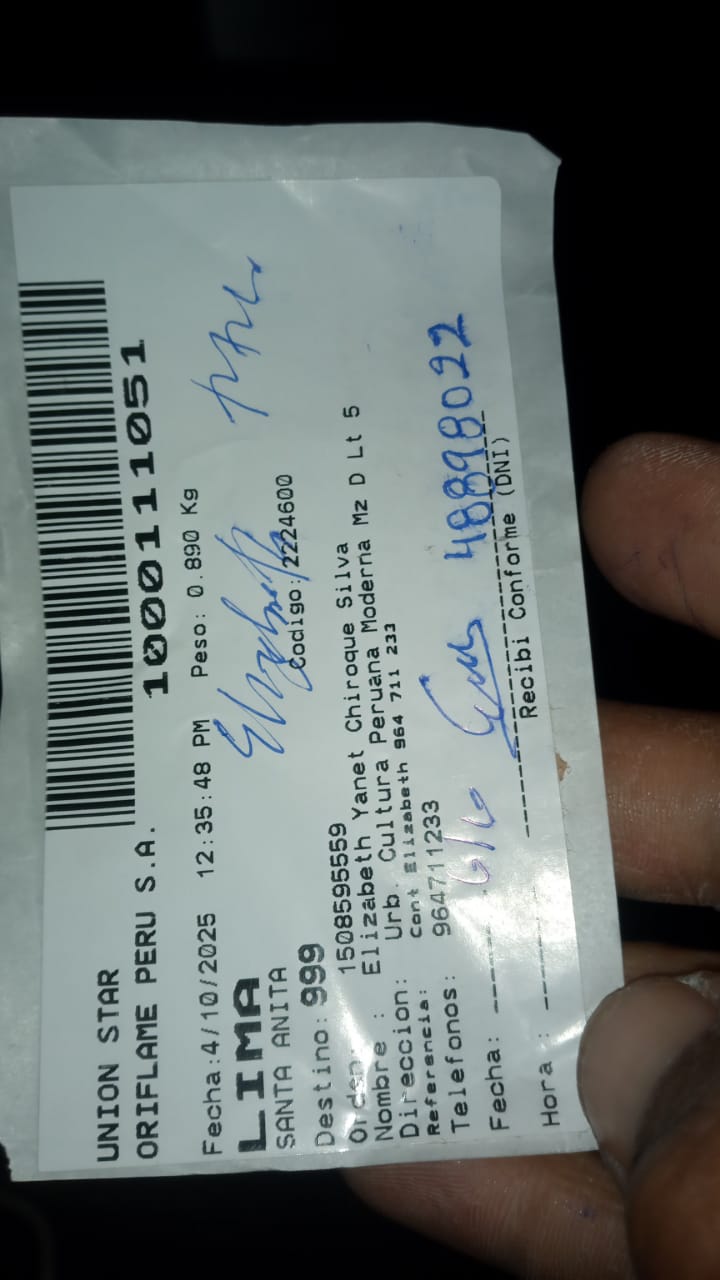 10001111051
UNION STAR
ORIFLAME PERU S.A.
Fecha:4/10/2025 12:35:48 PM Peso: 0.890 Kg
LIMA
SANTA ANITA
Elizabeth
Destino: 999 Codigo: 2224600
Orden: 1508595559
Nombre : Elizabeth Yanet Chiroque Silva
Direccion: Urb. Cultura Peruana Moderna Mz D Lt 5
Referencia: Cont Elizabeth 964 711 233
Telefonos: 964711233
Fecha: 48898022
Recibi Conforme (DNI)
Hora :